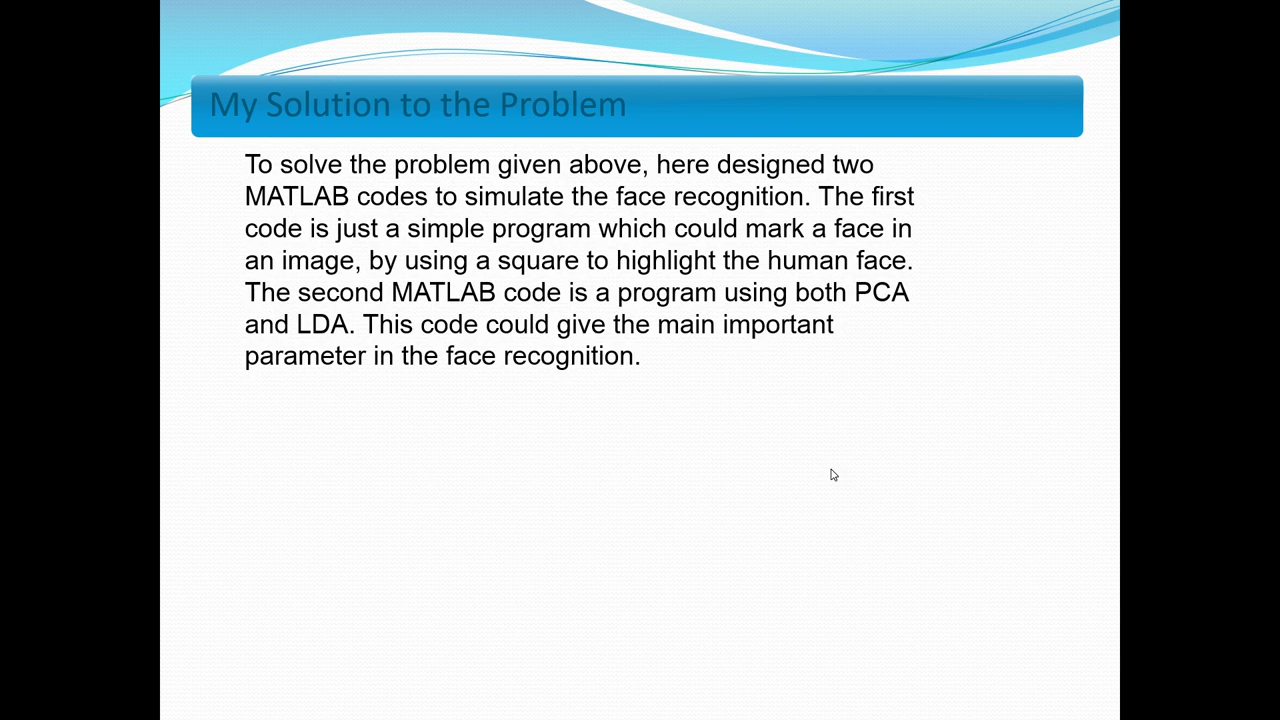 My Solution to the Problem
To solve the problem given above, here designed two
MATLAB codes to simulate the face recognition. The first
code is just a simple program which could mark a face in
an image, by using a square to highlight the human face.
The second MATLAB code is a program using both PCA
and LDA. This code could give the main important
parameter in the face recognition.